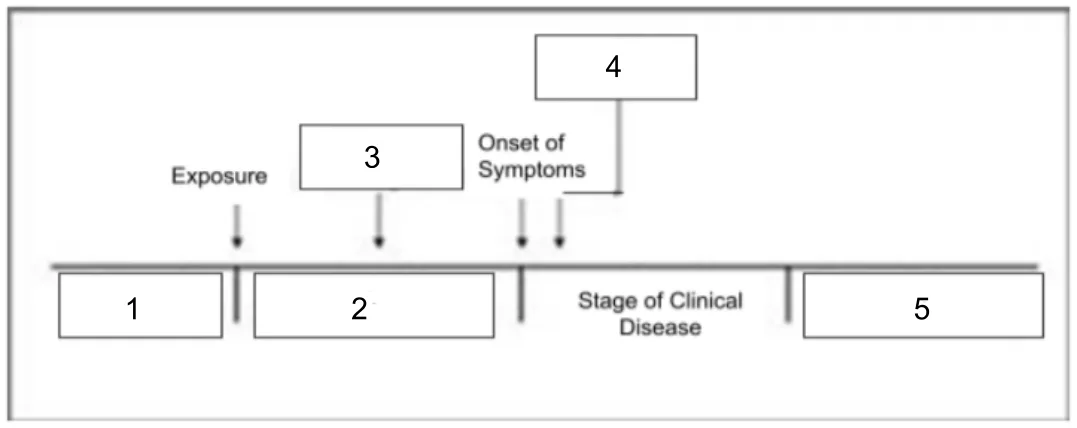 4
3
Onset of
Symptoms
Exposure
1
2
Stage of Clinical
Disease
5